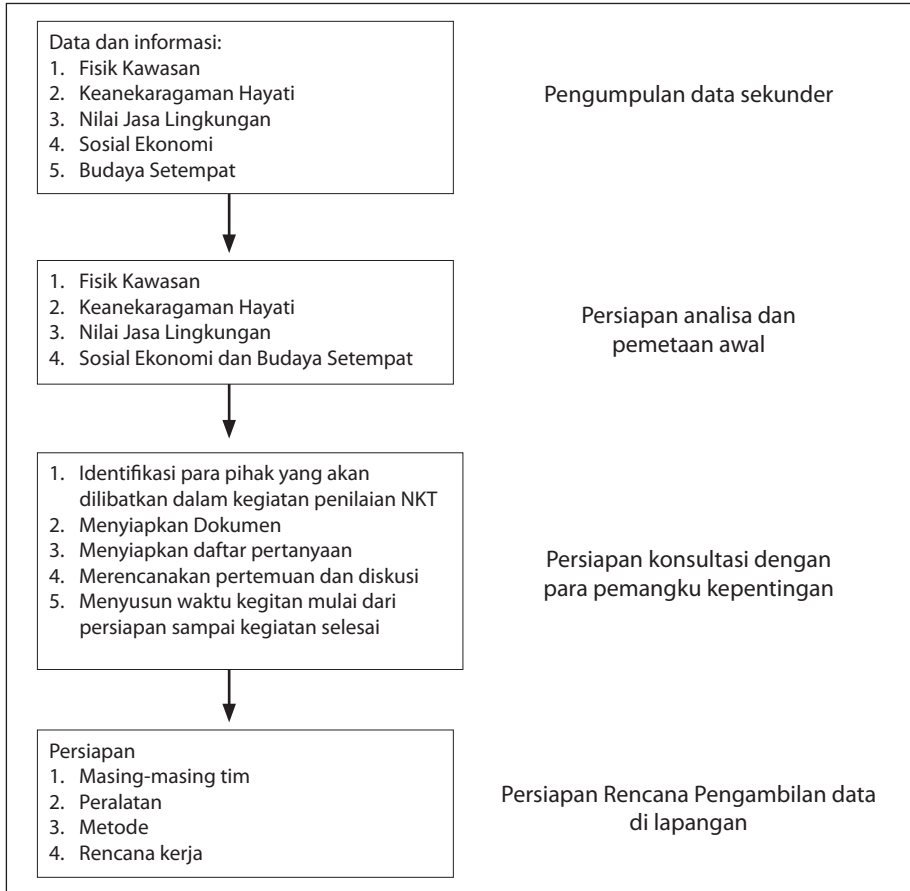 Data dan informasi:
1. Fisik Kawasan
2. Keanekaragaman Hayati
3. Nilai Jasa Lingkungan
4. Sosial Ekonomi
5. Budaya Setempat
Pengumpulan data sekunder
1. Fisik Kawasan
2. Keanekaragaman Hayati
3. Nilai Jasa Lingkungan
4. Sosial Ekonomi dan Budaya Setempat
Persiapan analisa dan
pemetaan awal
1. Identifikasi para pihak yang akan
dilibatkan dalam kegiatan penilaian NKT
2. Menyiapkan Dokumen
3. Menyiapkan daftar pertanyaan
4. Merencanakan pertemuan dan diskusi
5. Menyusun waktu kegitan mulai dari
persiapan sampai kegiatan selesai
Persiapan konsultasi dengan
para pemangku kepentingan
Persiapan
1. Masing-masing tim
2. Peralatan
3. Metode
4. Rencana kerja
Persiapan Rencana Pengambilan data
di lapangan